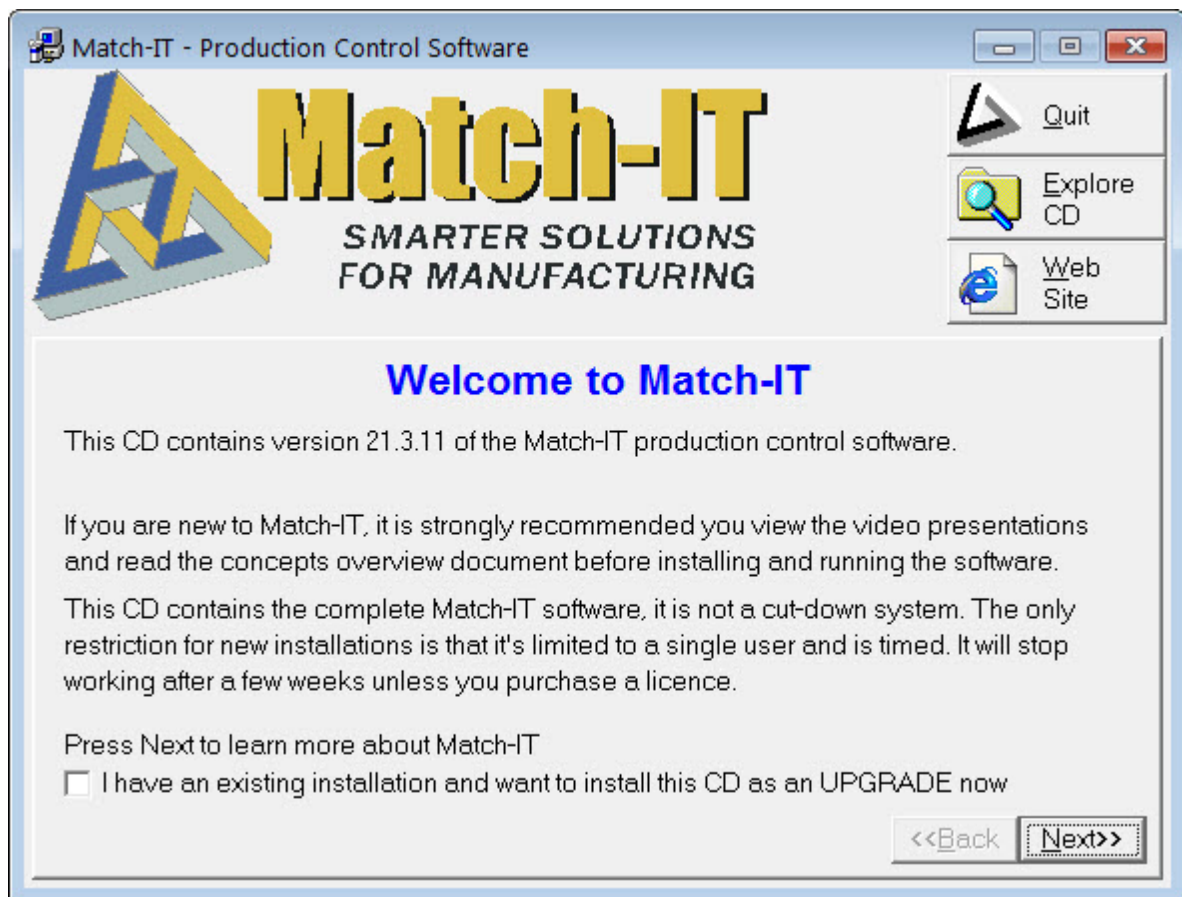 Match-IT - Production Control Software
Match-IT
SMARTER SOLUTIONS
FOR MANUFACTURING
Quit
Explore
CD
Web
Site
Welcome to Match-IT
This CD contains version 21.3.11 of the Match-IT production control software.
If you are new to Match-IT, it is strongly recommended you view the video presentations
and read the concepts overview document before installing and running the software.
This CD contains the complete Match-IT software, it is not a cut-down system. The only
restriction for new installations is that it's limited to a single user and is timed. It will stop
working after a few weeks unless you purchase a licence.
Press Next to learn more about Match-IT
I have an existing installation and want to install this CD as an UPGRADE now
<<Back Next>>